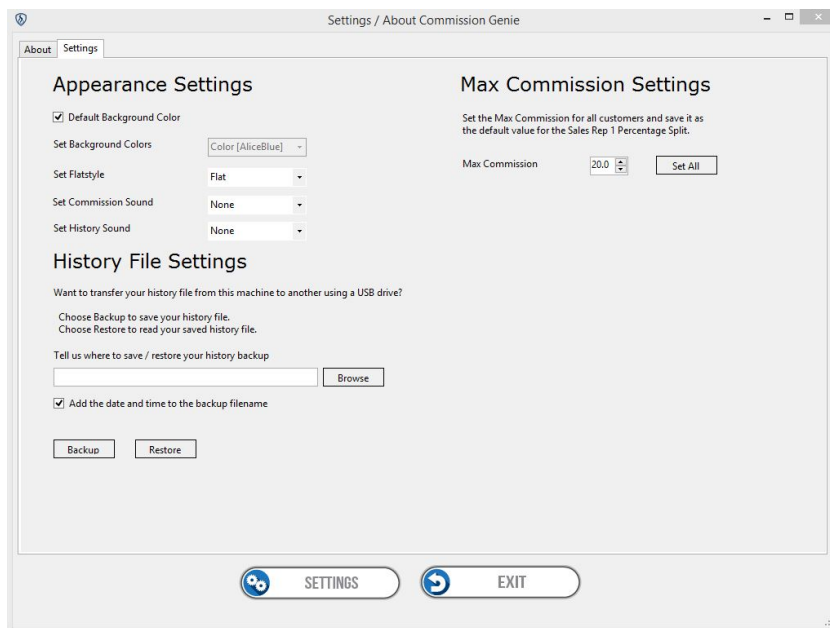 Settings / About Commission Genie
About Settings
Appearance Settings
Default Background Color
Set Background Colors Color [AliceBlue]
Set Flatstyle Flat
Set Commission Sound None
Set History Sound None
History File Settings
Want to transfer your history file from this machine to another using a USB drive?
Choose Backup to save your history file.
Choose Restore to read your saved history file.
Tell us where to save / restore your history backup
Browse
Add the date and time to the backup filename
Backup Restore
Max Commission Settings
Set the Max Commission for all customers and save it as
the default value for the Sales Rep 1 Percentage Split.
Max Commission 20.0 Set All
SETTINGS EXIT